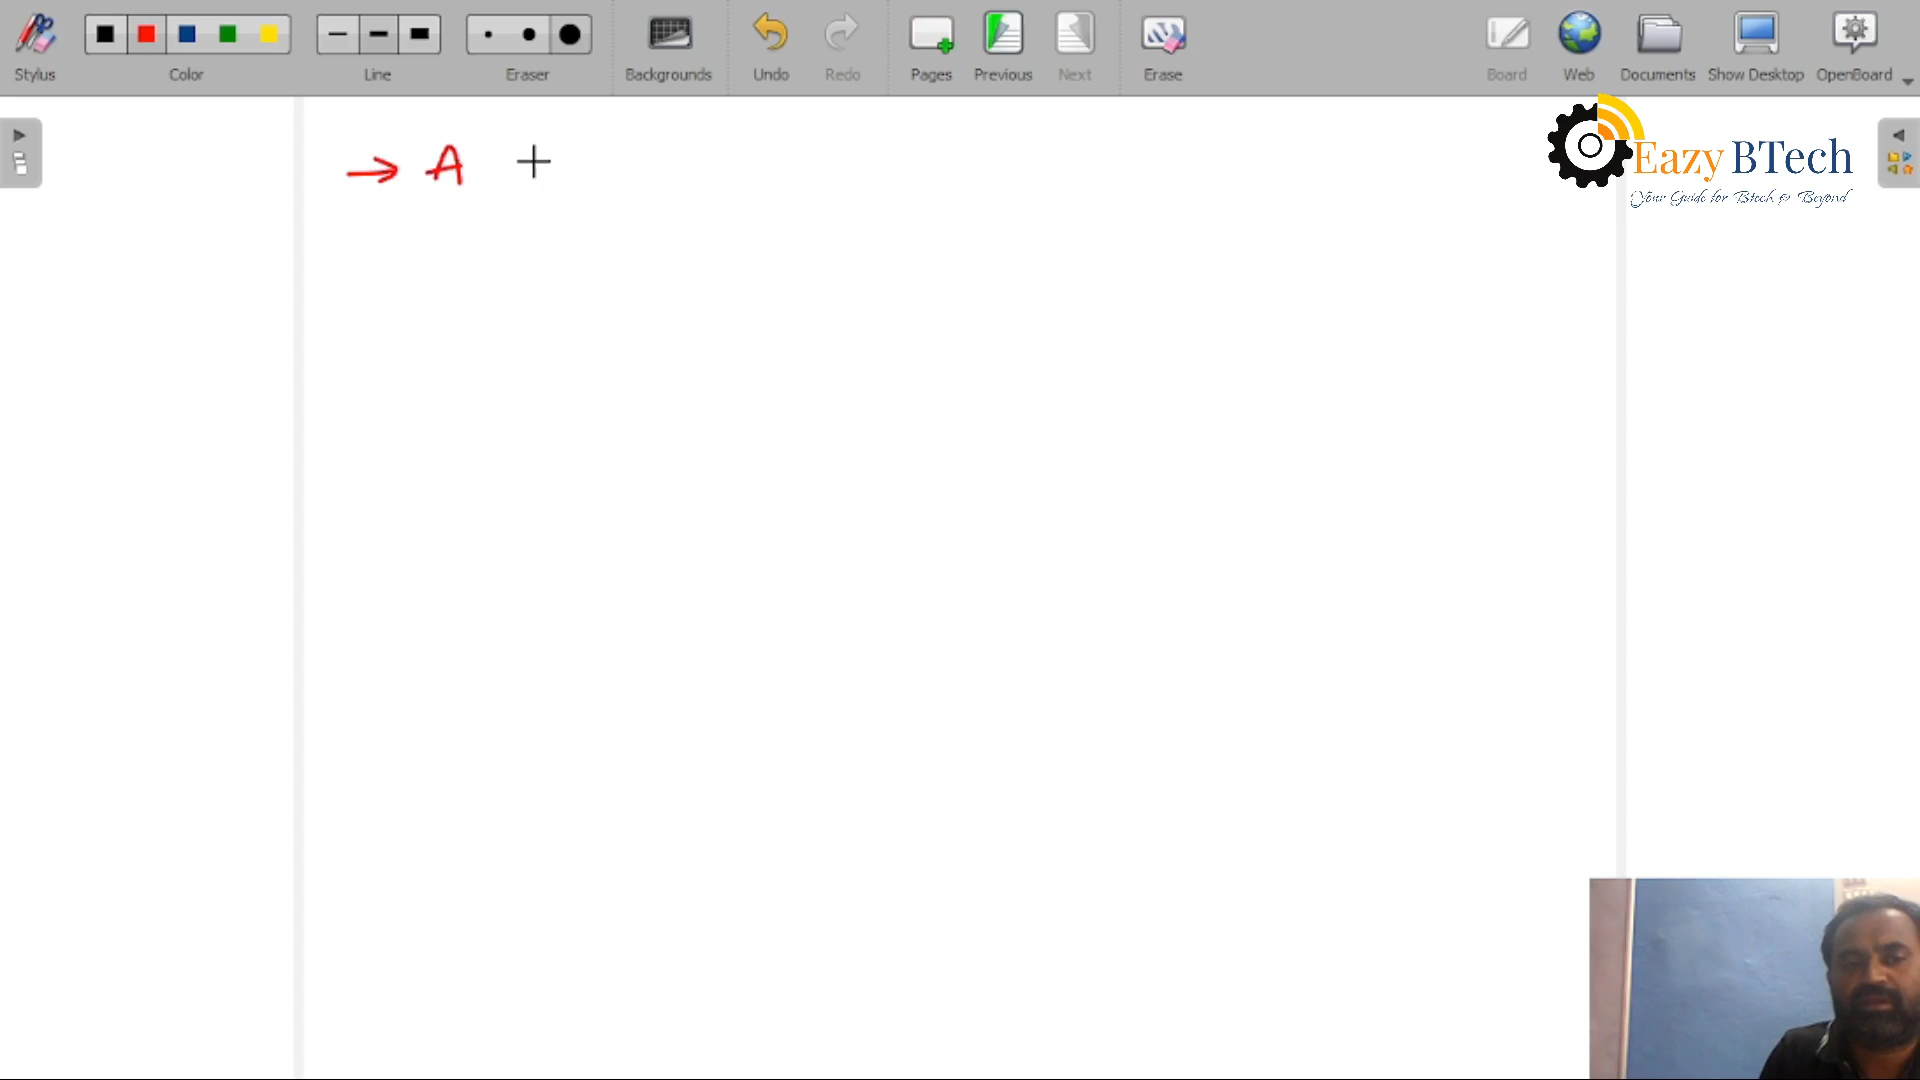 Stylus
Color
Line
Eraser
Backgrounds
Undo
Redo
Pages
Previous
Next
Erase
Board
Web
Documents
Show Desktop
OpenBoard
→ A
Eazy BTech
Your Guide for Btech & Beyond